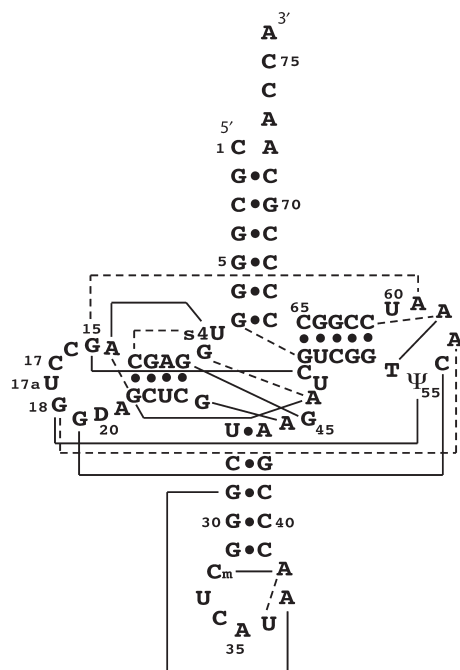 3′
A
C 75
C
A
5′
1 C A
G C
C G 70
G C
5 G C
G C
G C
60
65 U A A
15 s4U CGGCC
C G A G A
17 C CGAG GUCGG C
17a U C U T Ψ 55
18 G A GCUC G A
G D A A G 45
20 U A
C G
G C
30 G C 40
G C
Cm A
U A
C A U
35